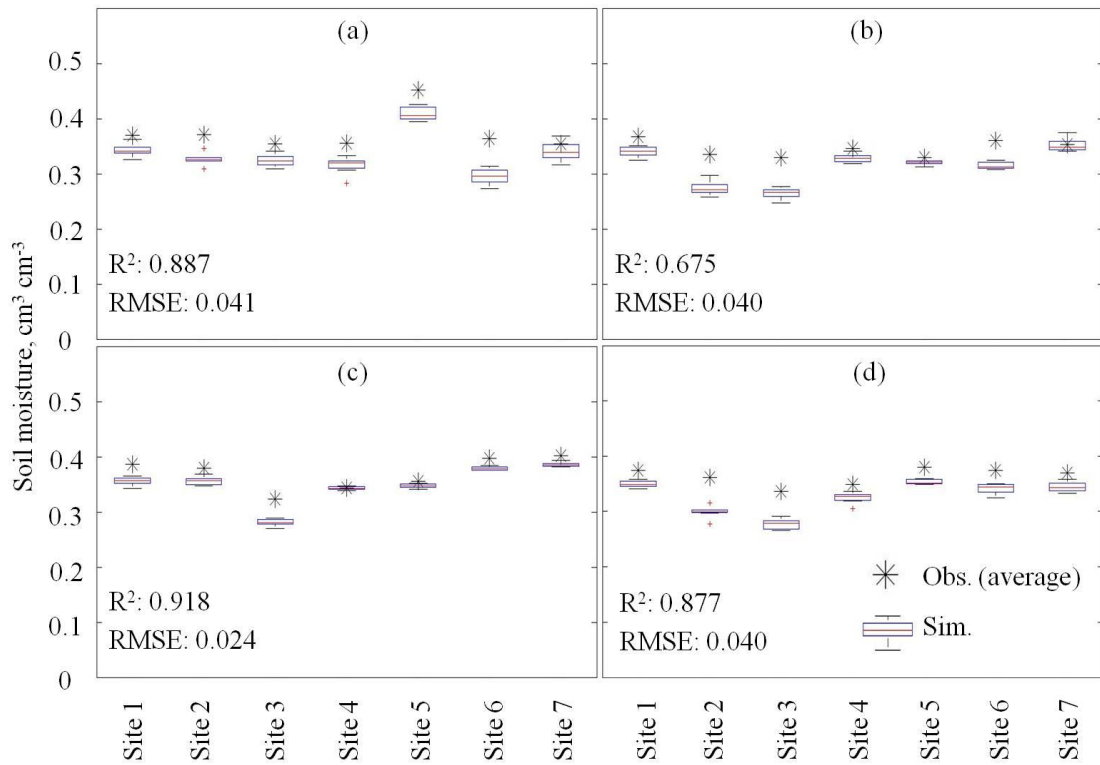 Soil moisture, cm³ cm⁻³
0.5
0.4
0.3
0.2
0.1
0
(a)
R²: 0.887
RMSE: 0.041
(b)
R²: 0.675
RMSE: 0.040
0.5
0.4
0.3
0.2
0.1
0
(c)
R²: 0.918
RMSE: 0.024
(d)
Obs. (average)
Sim.
R²: 0.877
RMSE: 0.040
Site 1
Site 2
Site 3
Site 4
Site 5
Site 6
Site 7
Site 1
Site 2
Site 3
Site 4
Site 5
Site 6
Site 7